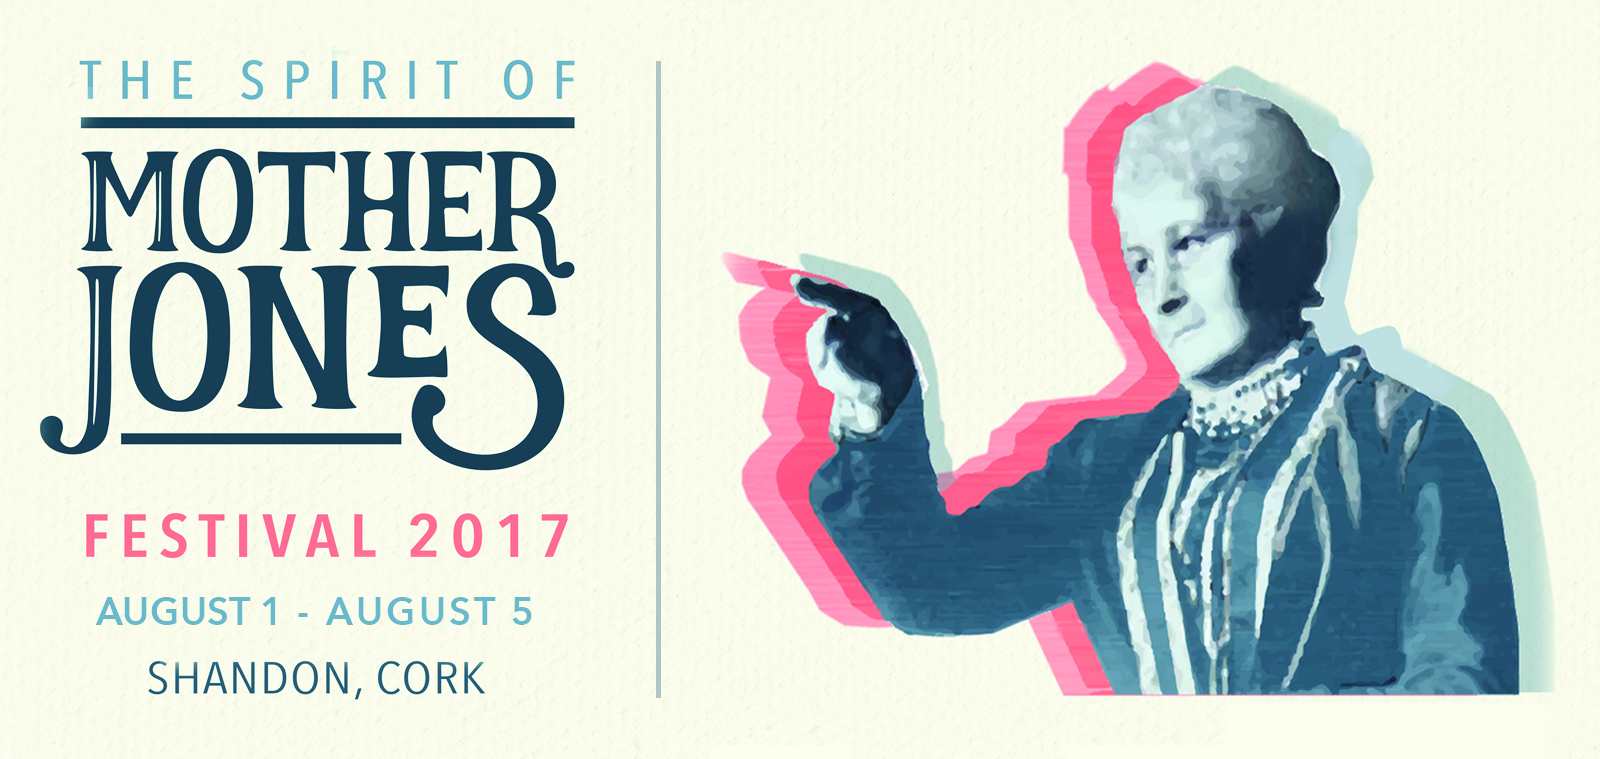 THE SPIRIT OF
MOTHER
JONES
FESTIVAL 2017
AUGUST 1 - AUGUST 5
SHANDON, CORK